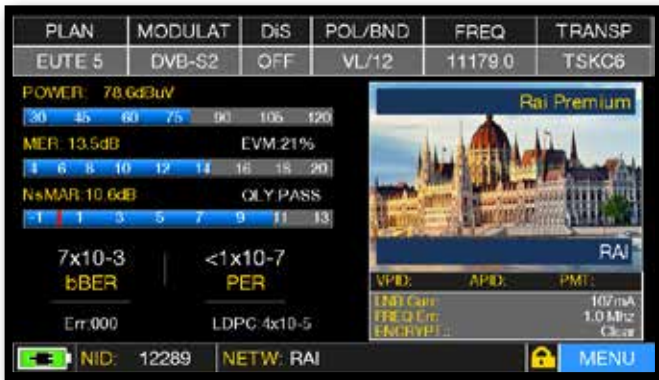 PLAN MODULAT DiS POL/BND FREQ TRANSP
EUTE 5 DVB-S2 OFF VL/12 11179.0 TSKC6
POWER: 78.6dBuV
30 45 60 75 90 105 120
Rai Premium
MER: 13.5dB EVM:21%
4 6 8 10 12 14 16 18 20
NsMAR:10.6dB QLY:PASS
-1 1 3 5 7 9 11 13
RAI
7x10-3 <1x10-7
bBER PER
VPID: APID: PMT:
LNB Curr: 107mA
FREQ Err: 1.0 Mhz
ENCRYPT.: Clear
Err:000 LDPC:4x10-5
NID: 12289 NETW: RAI MENU